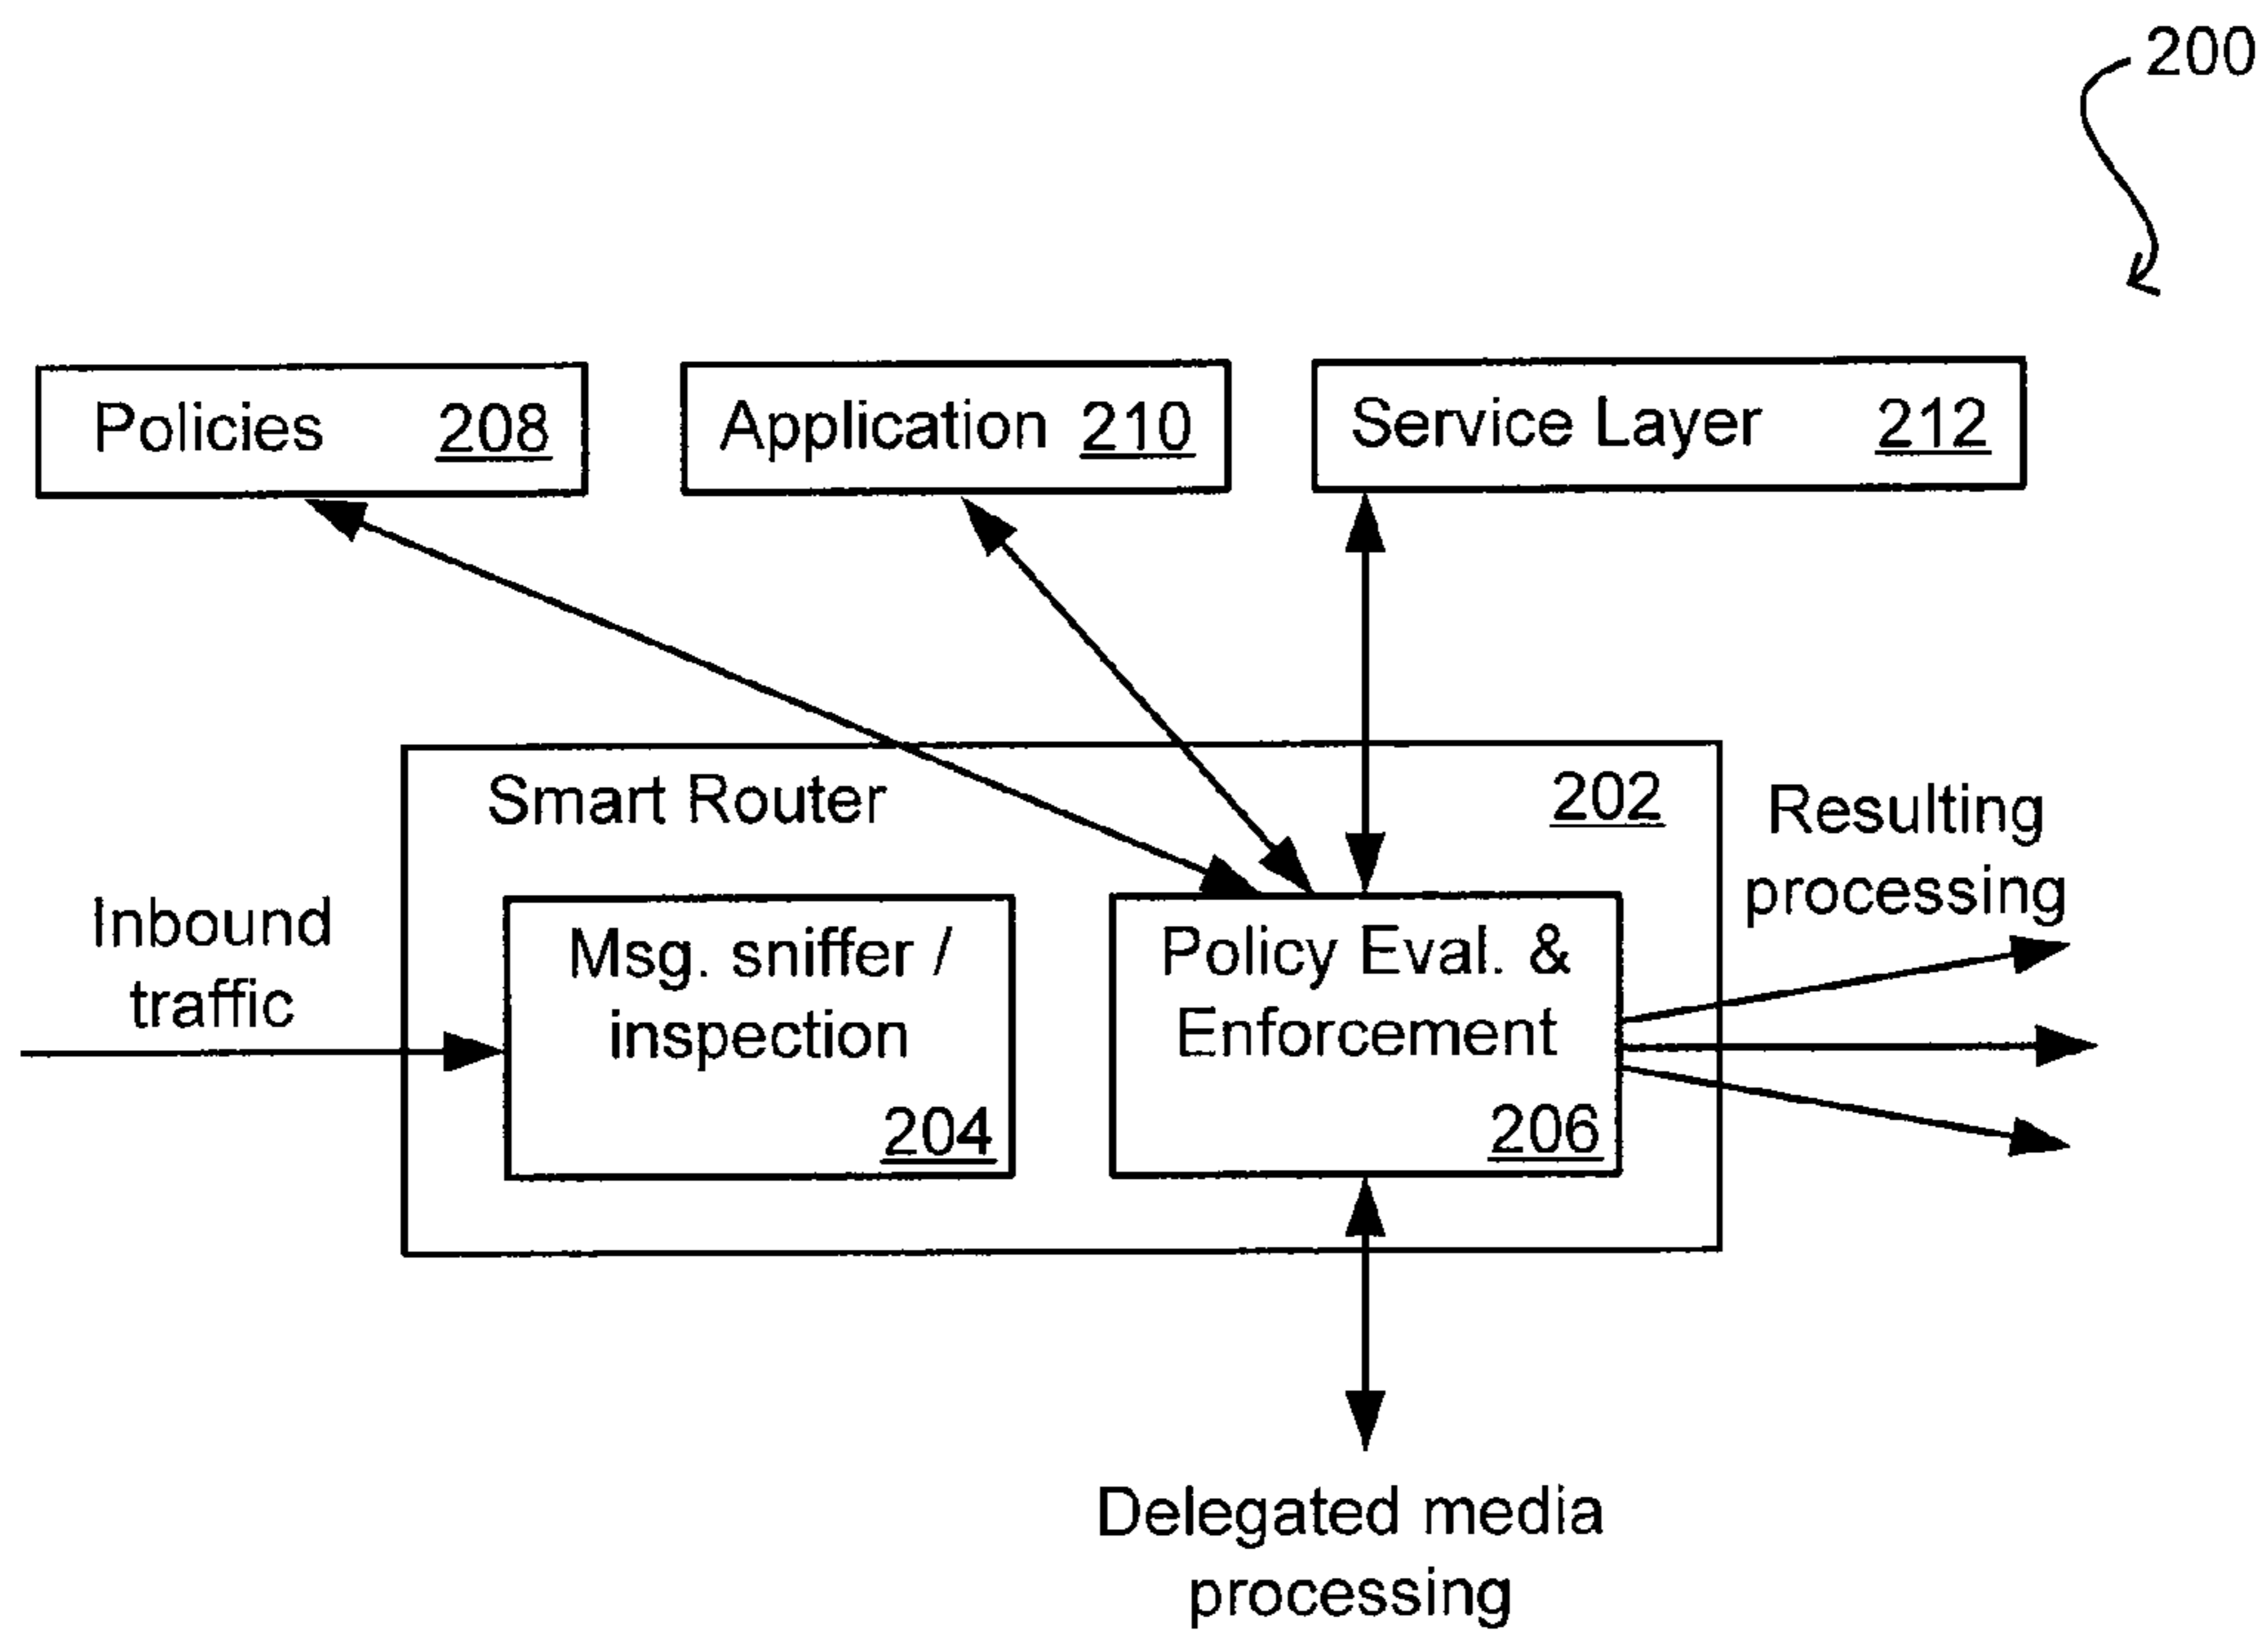 200
Policies 208
Application 210
Service Layer 212
Smart Router 202
Inbound
traffic
Msg. sniffer /
inspection
204
Policy Eval. &
Enforcement
206
Resulting
processing
Delegated media
processing